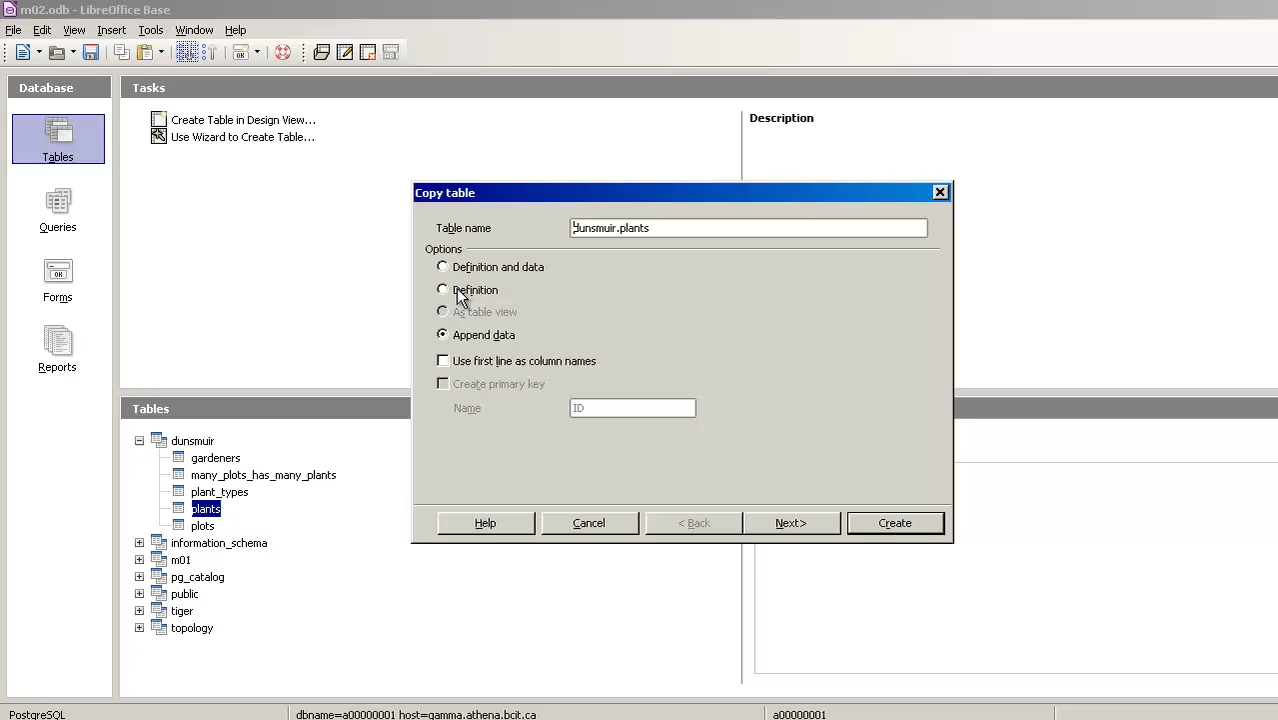 m02.odb - LibreOffice Base
File Edit View Insert Tools Window Help
Database
Tables
Queries
Forms
Reports
Tasks
Create Table in Design View...
Use Wizard to Create Table...
Description
Copy table
Table name dunsmuir.plants
Options
Definition and data
Definition
As table view
Append data
Use first line as column names
Create primary key
Name ID
Help Cancel < Back Next> Create
Tables
dunsmuir
gardeners
many_plots_has_many_plants
plant_types
plants
plots
information_schema
m01
pg_catalog
public
tiger
topology
PostgreSQL dbname=a00000001 host=gamma.athena.bcit.ca a00000001